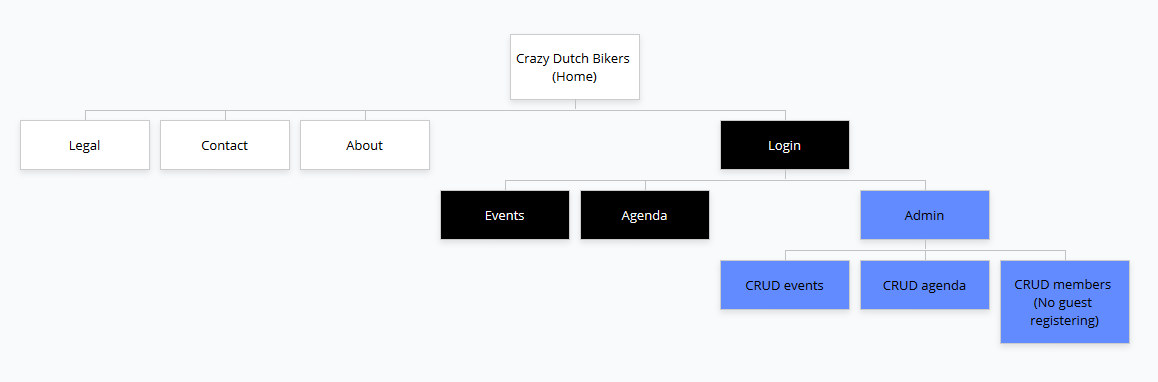 Crazy Dutch Bikers
(Home)
Legal
Contact
About
Login
Events
Agenda
Admin
CRUD events
CRUD agenda
CRUD members
(No guest
registering)